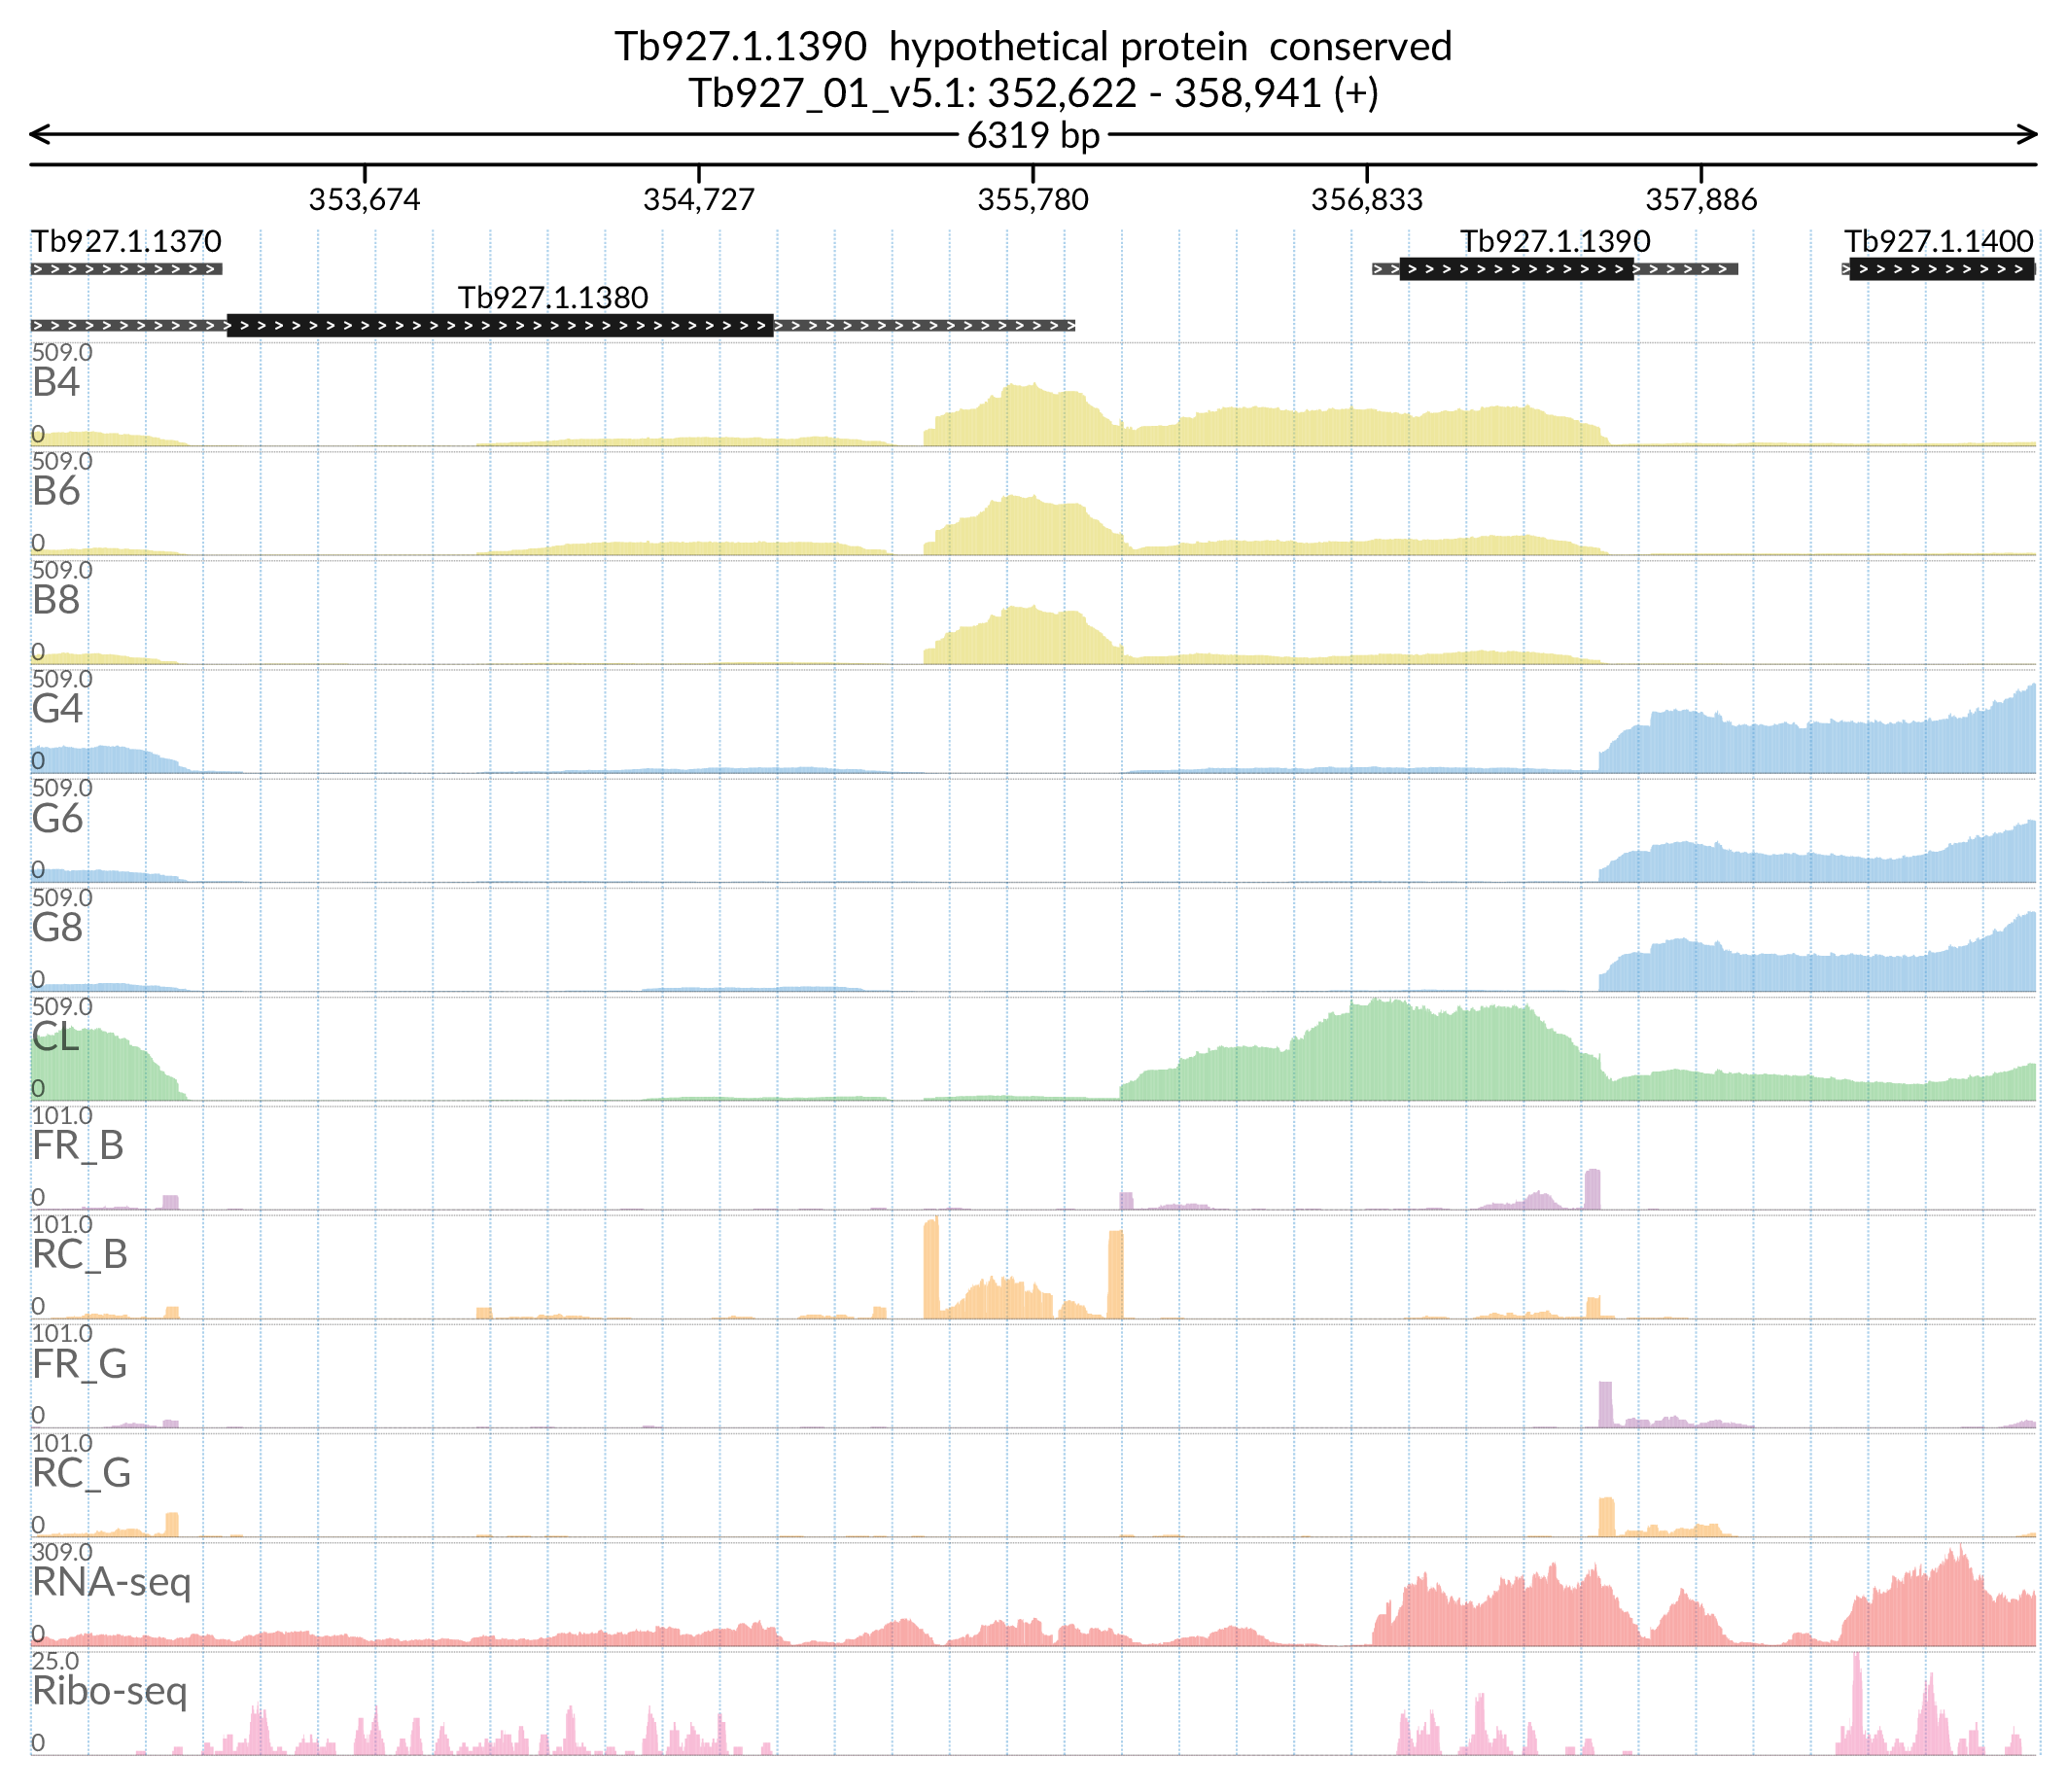 Tb927.1.1390 hypothetical protein conserved
Tb927_01_v5.1: 352,622 - 358,941 (+)
6319 bp
353,674 354,727 355,780 356,833 357,886
Tb927.1.1370 Tb927.1.1390 Tb927.1.1400
Tb927.1.1380
509.0
B4
0
509.0
B6
0
509.0
B8
0
509.0
G4
0
509.0
G6
0
509.0
G8
0
509.0
CL
0
101.0
FR_B
0
101.0
RC_B
0
101.0
FR_G
0
101.0
RC_G
0
309.0
RNA-seq
0
25.0
Ribo-seq
0